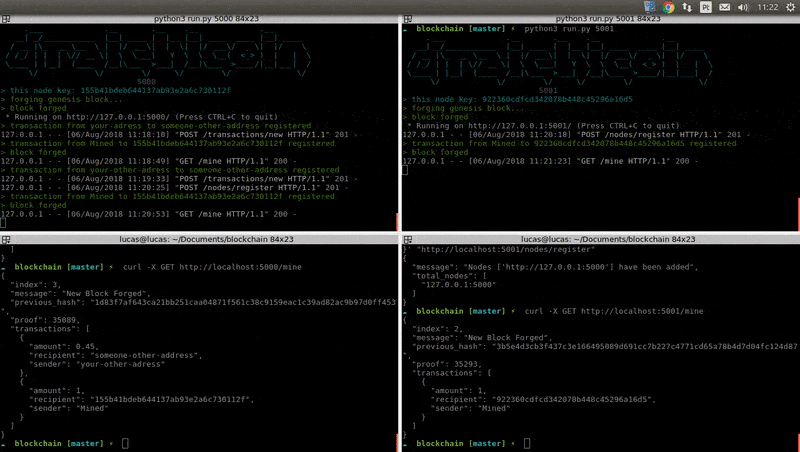 Pt 11:22
python3 run.py 5000 84x23
5000
> this node key: 155b41bdeb644137ab93e2a6c730112f
> forging genesis block...
> block forged
* Running on http://127.0.0.1:5000/ (Press CTRL+C to quit)
> transaction from your-adress to someone-other-adress registered
127.0.0.1 - - [06/Aug/2018 11:18:10] "POST /transactions/new HTTP/1.1" 201 -
> transaction from Mined to 155b41bdeb644137ab93e2a6c730112f registered
> block forged
127.0.0.1 - - [06/Aug/2018 11:18:49] "GET /mine HTTP/1.1" 200 -
> transaction from your-other-adress to someone-other-address registered
127.0.0.1 - - [06/Aug/2018 11:19:33] "POST /transactions/new HTTP/1.1" 201 -
127.0.0.1 - - [06/Aug/2018 11:20:25] "POST /nodes/register HTTP/1.1" 201 -
> transaction from Mined to 155b41bdeb644137ab93e2a6c730112f registered
> block forged
127.0.0.1 - - [06/Aug/2018 11:20:53] "GET /mine HTTP/1.1" 200 -
python3 run.py 5001 84x23
blockchain [master] ⚡ python3 run.py 5001
5001
> this node key: 922360cdfcd342078b448c45296a16d5
> forging genesis block...
> block forged
* Running on http://127.0.0.1:5001/ (Press CTRL+C to quit)
127.0.0.1 - - [06/Aug/2018 11:20:18] "POST /nodes/register HTTP/1.1" 201 -
> transaction from Mined to 922360cdfcd342078b448c45296a16d5 registered
> block forged
127.0.0.1 - - [06/Aug/2018 11:21:23] "GET /mine HTTP/1.1" 200 -
lucas@lucas: ~/Documents/blockchain 84x23
]
}
blockchain [master] ⚡ curl -X GET http://localhost:5000/mine
{
"index": 3,
"message": "New Block Forged",
"previous_hash": "1d83f7af643ca21bb251caa04871f561c38c9159eac1c39ad82ac9b97d0ff453
",
"proof": 35089,
"transactions": [
{
"amount": 0.45,
"recipient": "someone-other-address",
"sender": "your-other-adress"
},
{
"amount": 1,
"recipient": "155b41bdeb644137ab93e2a6c730112f",
"sender": "Mined"
}
]
}
blockchain [master] ⚡
lucas@lucas: ~/Documents/blockchain 84x23
}' "http://localhost:5001/nodes/register"
{
"message": "Nodes ['http://127.0.0.1:5000'] have been added",
"total_nodes": [
"127.0.0.1:5000"
]
}
blockchain [master] ⚡ curl -X GET http://localhost:5001/mine
{
"index": 2,
"message": "New Block Forged",
"previous_hash": "3b5e4d3cb3f437c3e166495089d691cc7b227c4771cd65a78b4d7d04fc124d87
",
"proof": 35293,
"transactions": [
{
"amount": 1,
"recipient": "922360cdfcd342078b448c45296a16d5",
"sender": "Mined"
}
]
}
blockchain [master] ⚡